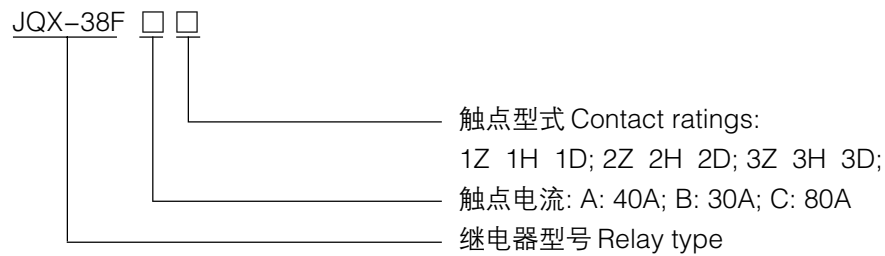 JQX-38F □ □
触点型式 Contact ratings:
1Z 1H 1D; 2Z 2H 2D; 3Z 3H 3D;
触点电流: A: 40A; B: 30A; C: 80A
继电器型号 Relay type